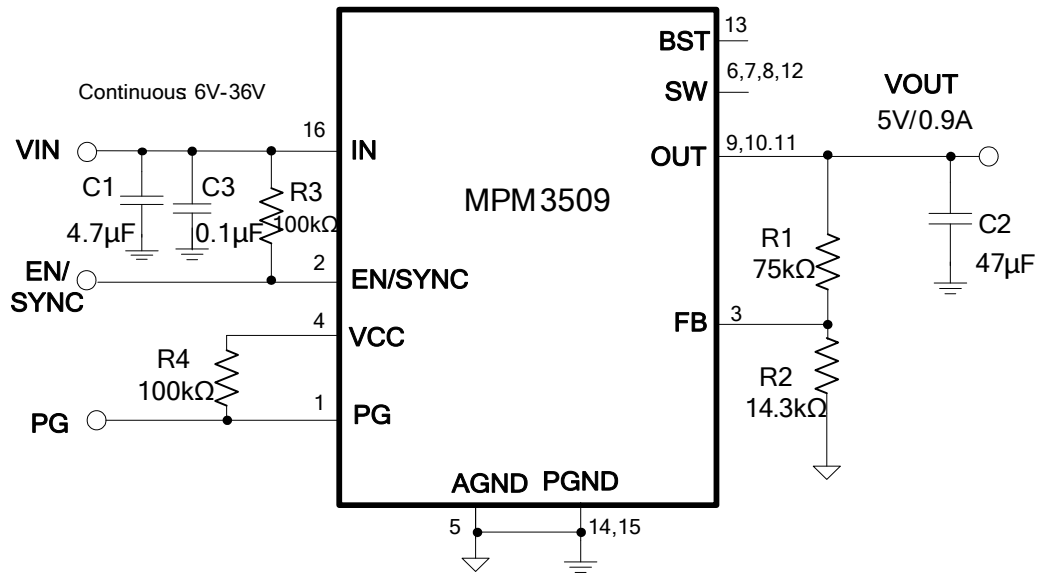 13
BST
6,7,8,12
SW
VOUT
5V/0.9A
Continuous 6V-36V
16
9,10.11
VIN
IN
OUT
C1
C3
R3
MPM3509
4.7µF
0.1µF
100kΩ
C2
R1
75kΩ
47µF
EN/
SYNC
2
EN/SYNC
4
3
VCC
FB
R4
100kΩ
R2
14.3kΩ
1
PG
PG
AGND
PGND
5
14,15